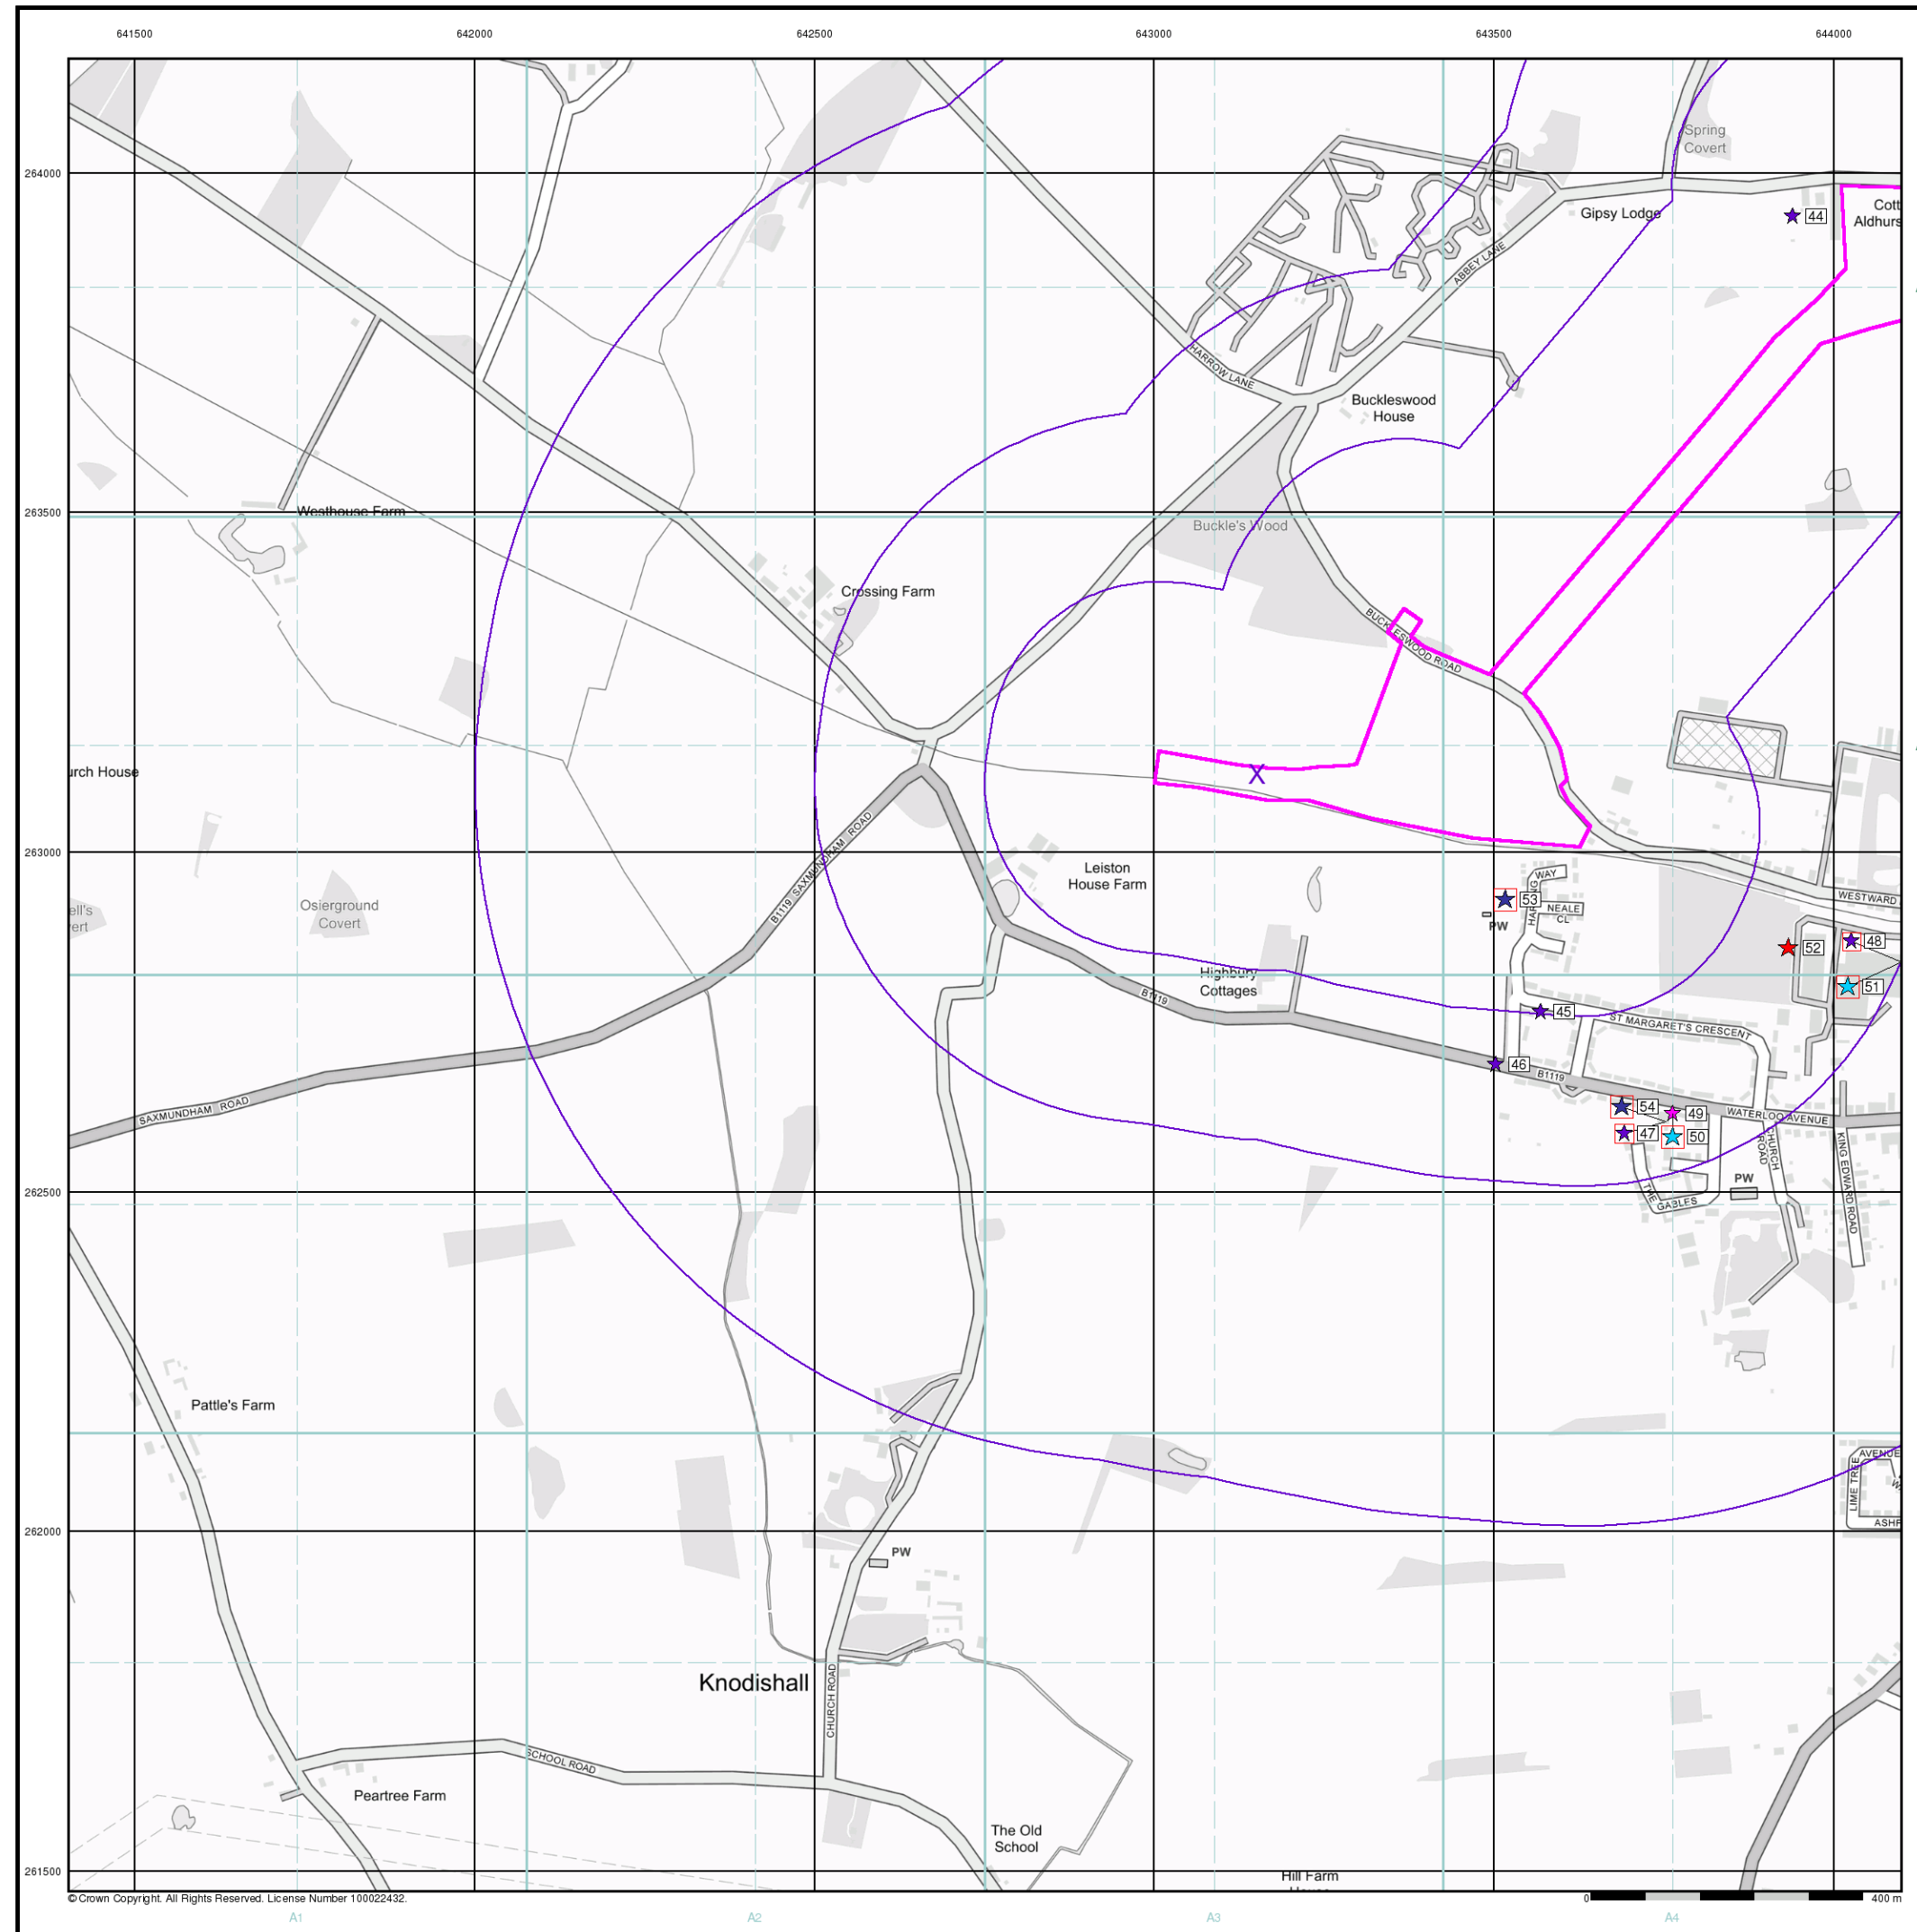 641500 642000 642500 643000 643500 644000
Spring
Covert
264000
44
Gipsy Lodge
Cott
Aldhurs
ABBEY LANE
HARROW LANE
Buckleswood
House
263500
Westhouse Farm
Buckle's Wood
Crossing Farm
BUCKLESWOOD ROAD
urch House
X
B1119 SAXMUNDHAM ROAD
263000
Leiston
House Farm
WAY
HARING
53
NEALE
CL
WESTWARD
ell's
vert
Osierground
Covert
PW
52
48
Highbury
Cottages
51
B1119
45
ST MARGARET'S CRESCENT
46
B1119
SAXMUNDHAM ROAD
54
49
WATERLOO AVENUE
47
50
CHURCH
ROAD
KING EDWARD ROAD
262500
PW
THE
GABLES
Pattle's Farm
AVENUE
LIME TREE
W
ASHF
262000
PW
Knodishall
CHURCH ROAD
SCHOOL ROAD
Peartree Farm
The Old
School
261500
Hill Farm
© Crown Copyright. All Rights Reserved. License Number 100022432.
0 400 m
A1 A2 A3 A4